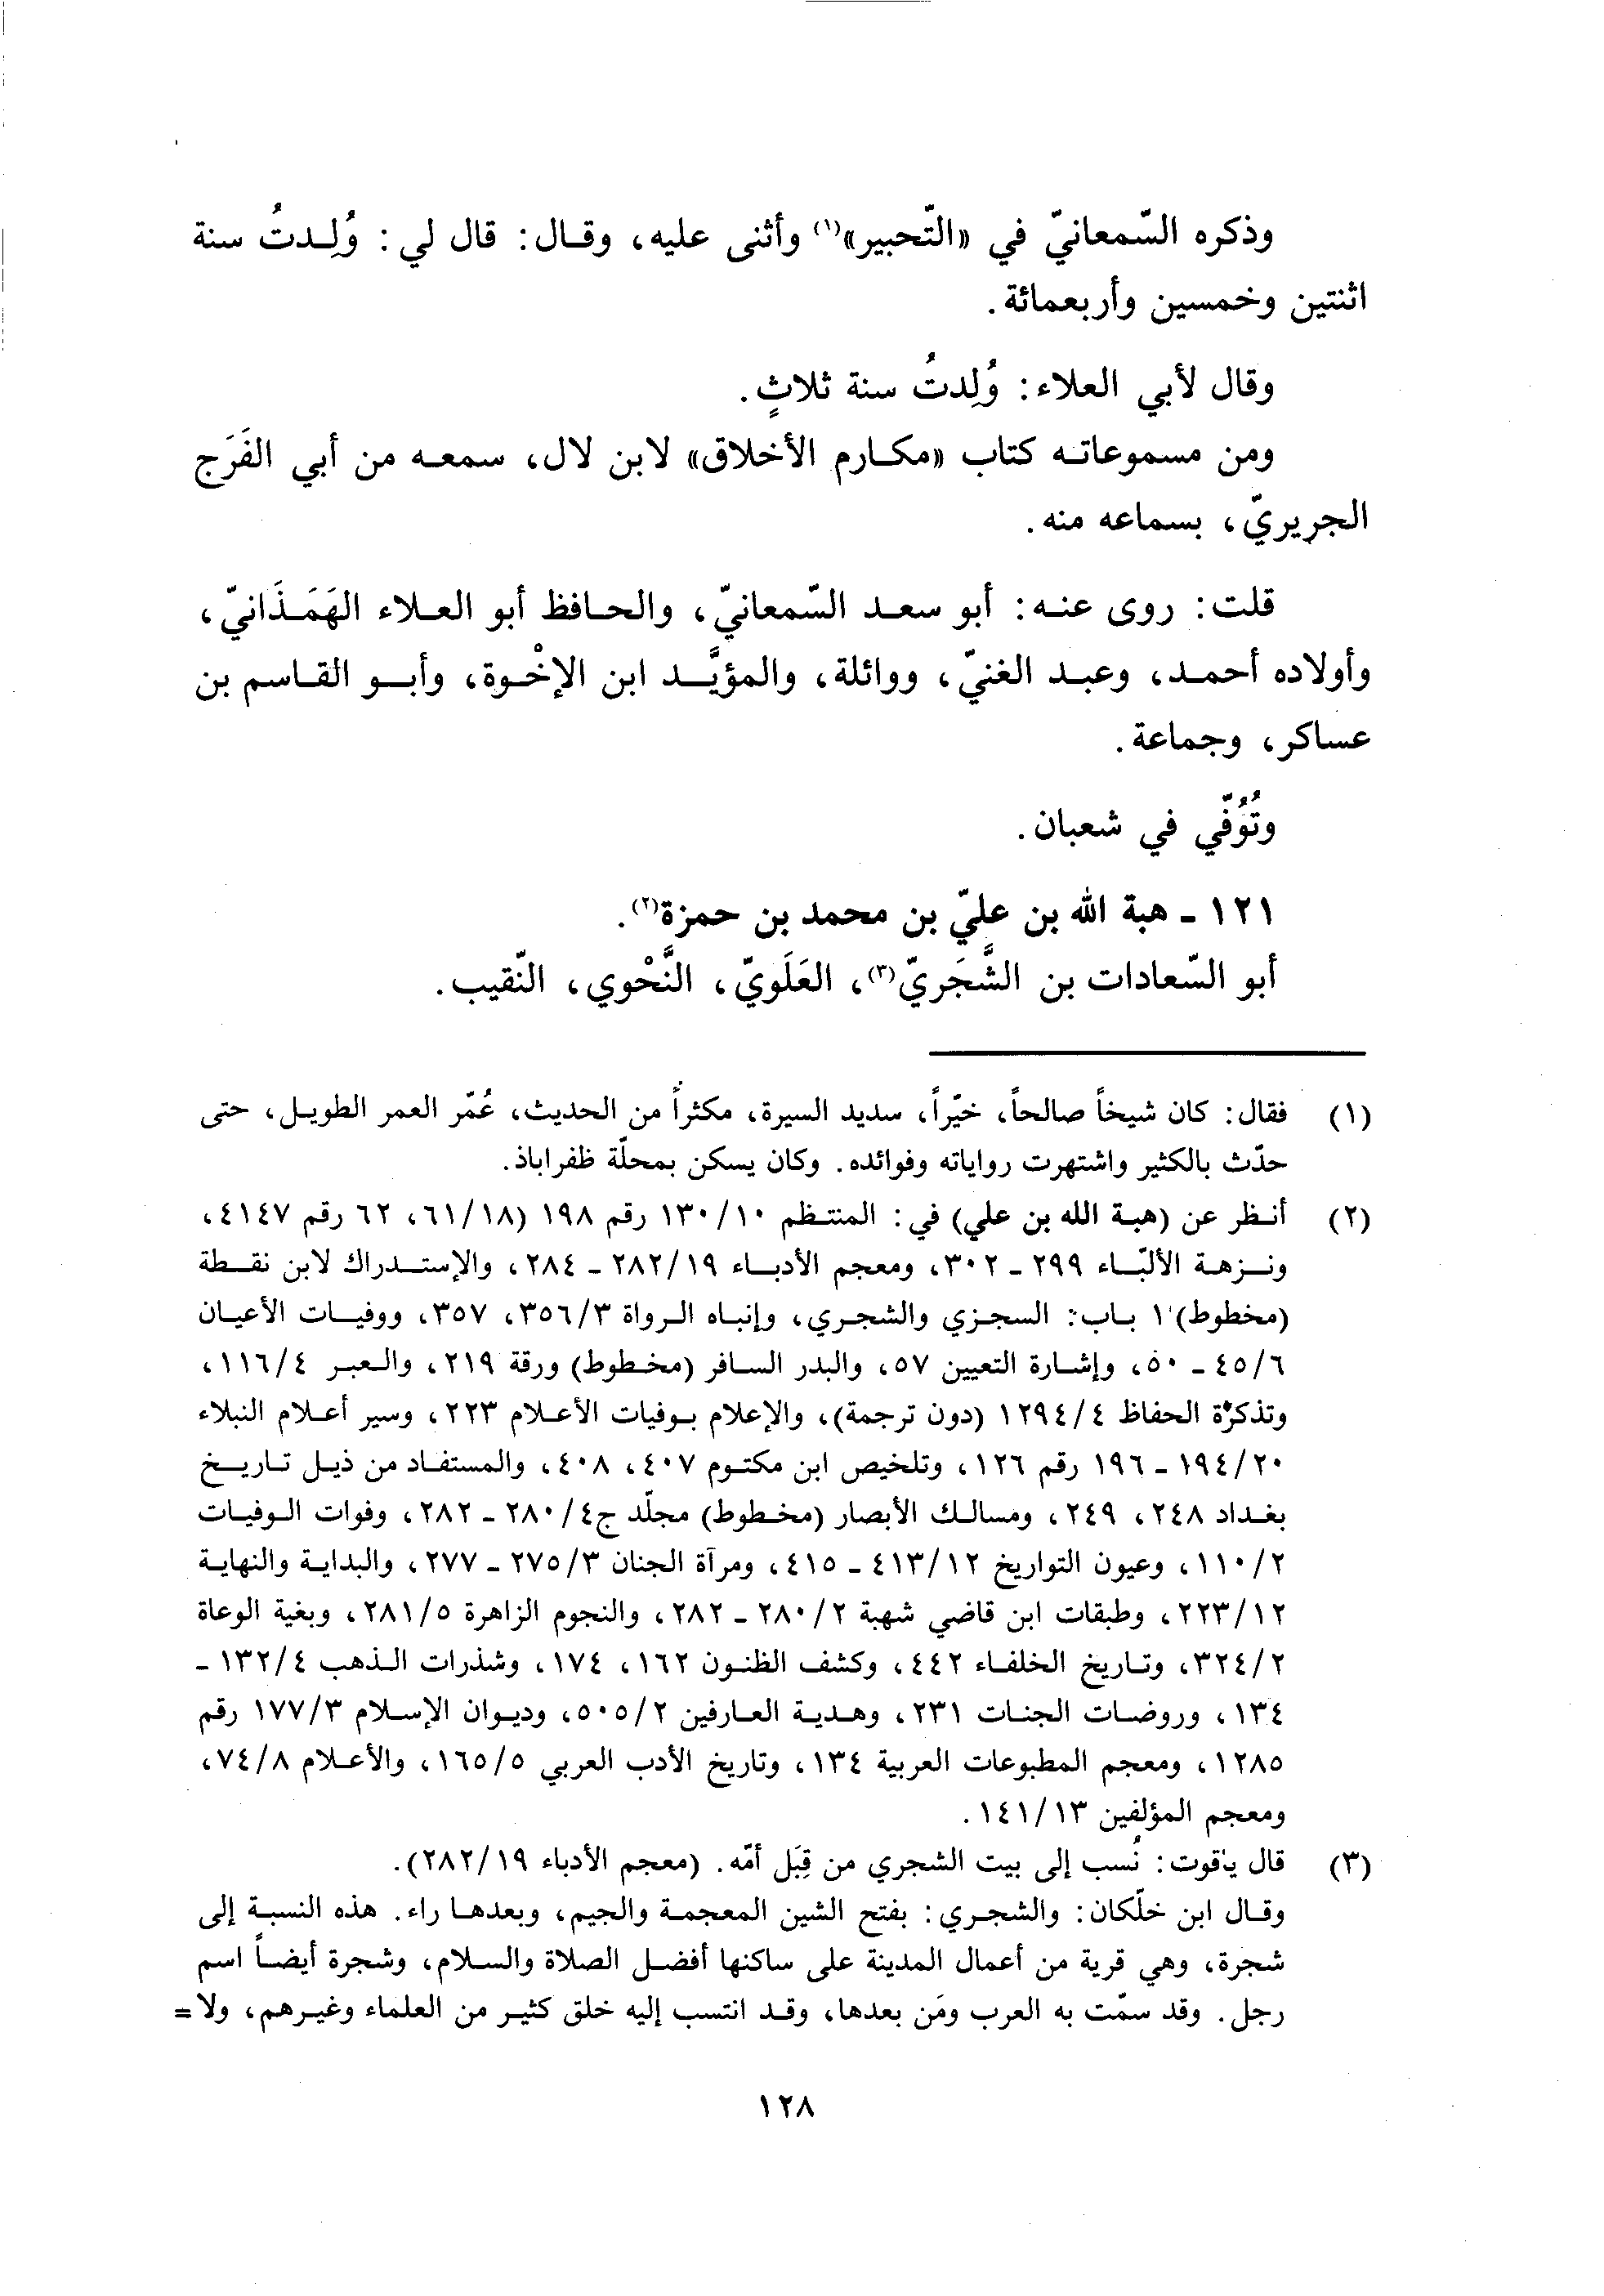 وذكره السّمعانيّ في «التّحبير»(١) وأثنى عليه، وقال: قال لي: وُلِدتُ سنة
اثنتين وخمسين وأربعمائة.
وقال لأبي العلاء: وُلِدتُ سنة ثلاثٍ.
ومن مسموعاته كتاب «مكارم الأخلاق» لابن لال، سمعه من أبي الفَرَج
الجريريّ، بسماعه منه.
قلت: روى عنه: أبو سعد السّمعانيّ، والحافظ أبو العلاء الهَمَذَانيّ،
وأولاده أحمد، وعبد الغنيّ، ووائلة، والمؤيَّد ابن الإخْوة، وأبو القاسم بن
عساكر، وجماعة.
وتُوُفّي في شعبان.
١٢١ - هبة الله بن عليّ بن محمد بن حمزة(٢).
أبو السّعادات بن الشَّجَريّ(٣)، العَلَويّ، النَّحْوي، النّقيب.
(١) فقال: كان شيخاً صالحاً، خيّراً، سديد السيرة، مكثراً من الحديث، عُمّر العمر الطويل، حتى
حدّث بالكثير واشتهرت رواياته وفوائده. وكان يسكن بمحلّة ظفراباذ.
(٢) أنظر عن (هبة الله بن علي) في: المنتظم ١٣٠/١٠ رقم ١٩٨ (٦١/١٨، ٦٢ رقم ٤١٤٧،
ونزهة الألبّاء ٢٩٩ - ٣٠٢، ومعجم الأدباء ٢٨٢/١٩ - ٢٨٤، والإستدراك لابن نقطة
(مخطوط) ١ باب: السجزي والشجري، وإنباه الرواة ٣٥٦/٣، ٣٥٧، ووفيات الأعيان
٤٥/٦ - ٥٠، وإشارة التعيين ٥٧، والبدر السافر (مخطوط) ورقة ٢١٩، والعبر ١١٦/٤،
وتذكرة الحفاظ ١٢٩٤/٤ (دون ترجمة)، والإعلام بوفيات الأعلام ٢٢٣، وسير أعلام النبلاء
١٩٤/٢٠ - ١٩٦ رقم ١٢٦، وتلخيص ابن مكتوم ٤٠٧، ٤٠٨، والمستفاد من ذيل تاريخ
بغداد ٢٤٨، ٢٤٩، ومسالك الأبصار (مخطوط) مجلّد ج٤/ ٢٨٠ - ٢٨٢، وفوات الوفيات
١١٠/٢، وعيون التواريخ ٤١٣/١٢ - ٤١٥، ومرآة الجنان ٢٧٥/٣ - ٢٧٧، والبداية والنهاية
٢٢٣/١٢، وطبقات ابن قاضي شهبة ٢٨٠/٢ - ٢٨٢، والنجوم الزاهرة ٢٨١/٥، وبغية الوعاة
٣٢٤/٢، وتاريخ الخلفاء ٤٤٢، وكشف الظنون ١٦٢، ١٧٤، وشذرات الذهب ١٣٢/٤ -
١٣٤، وروضات الجنات ٢٣١، وهدية العارفين ٥٠٥/٢، وديوان الإسلام ١٧٧/٣ رقم
١٢٨٥، ومعجم المطبوعات العربية ١٣٤، وتاريخ الأدب العربي ١٦٥/٥، والأعلام ٧٤/٨،
ومعجم المؤلفين ١٤١/١٣.
(٣) قال ياقوت: نُسب إلى بيت الشجري من قِبَل أمّه. (معجم الأدباء ٢٨٢/١٩).
وقال ابن خلّكان: والشجري: بفتح الشين المعجمة والجيم، وبعدها راء. هذه النسبة إلى
شجرة، وهي قرية من أعمال المدينة على ساكنها أفضل الصلاة والسلام، وشجرة أيضاً اسم
رجل. وقد سمّت به العرب ومَن بعدها، وقد انتسب إليه خلق كثير من العلماء وغيرهم، ولا =
١٢٨